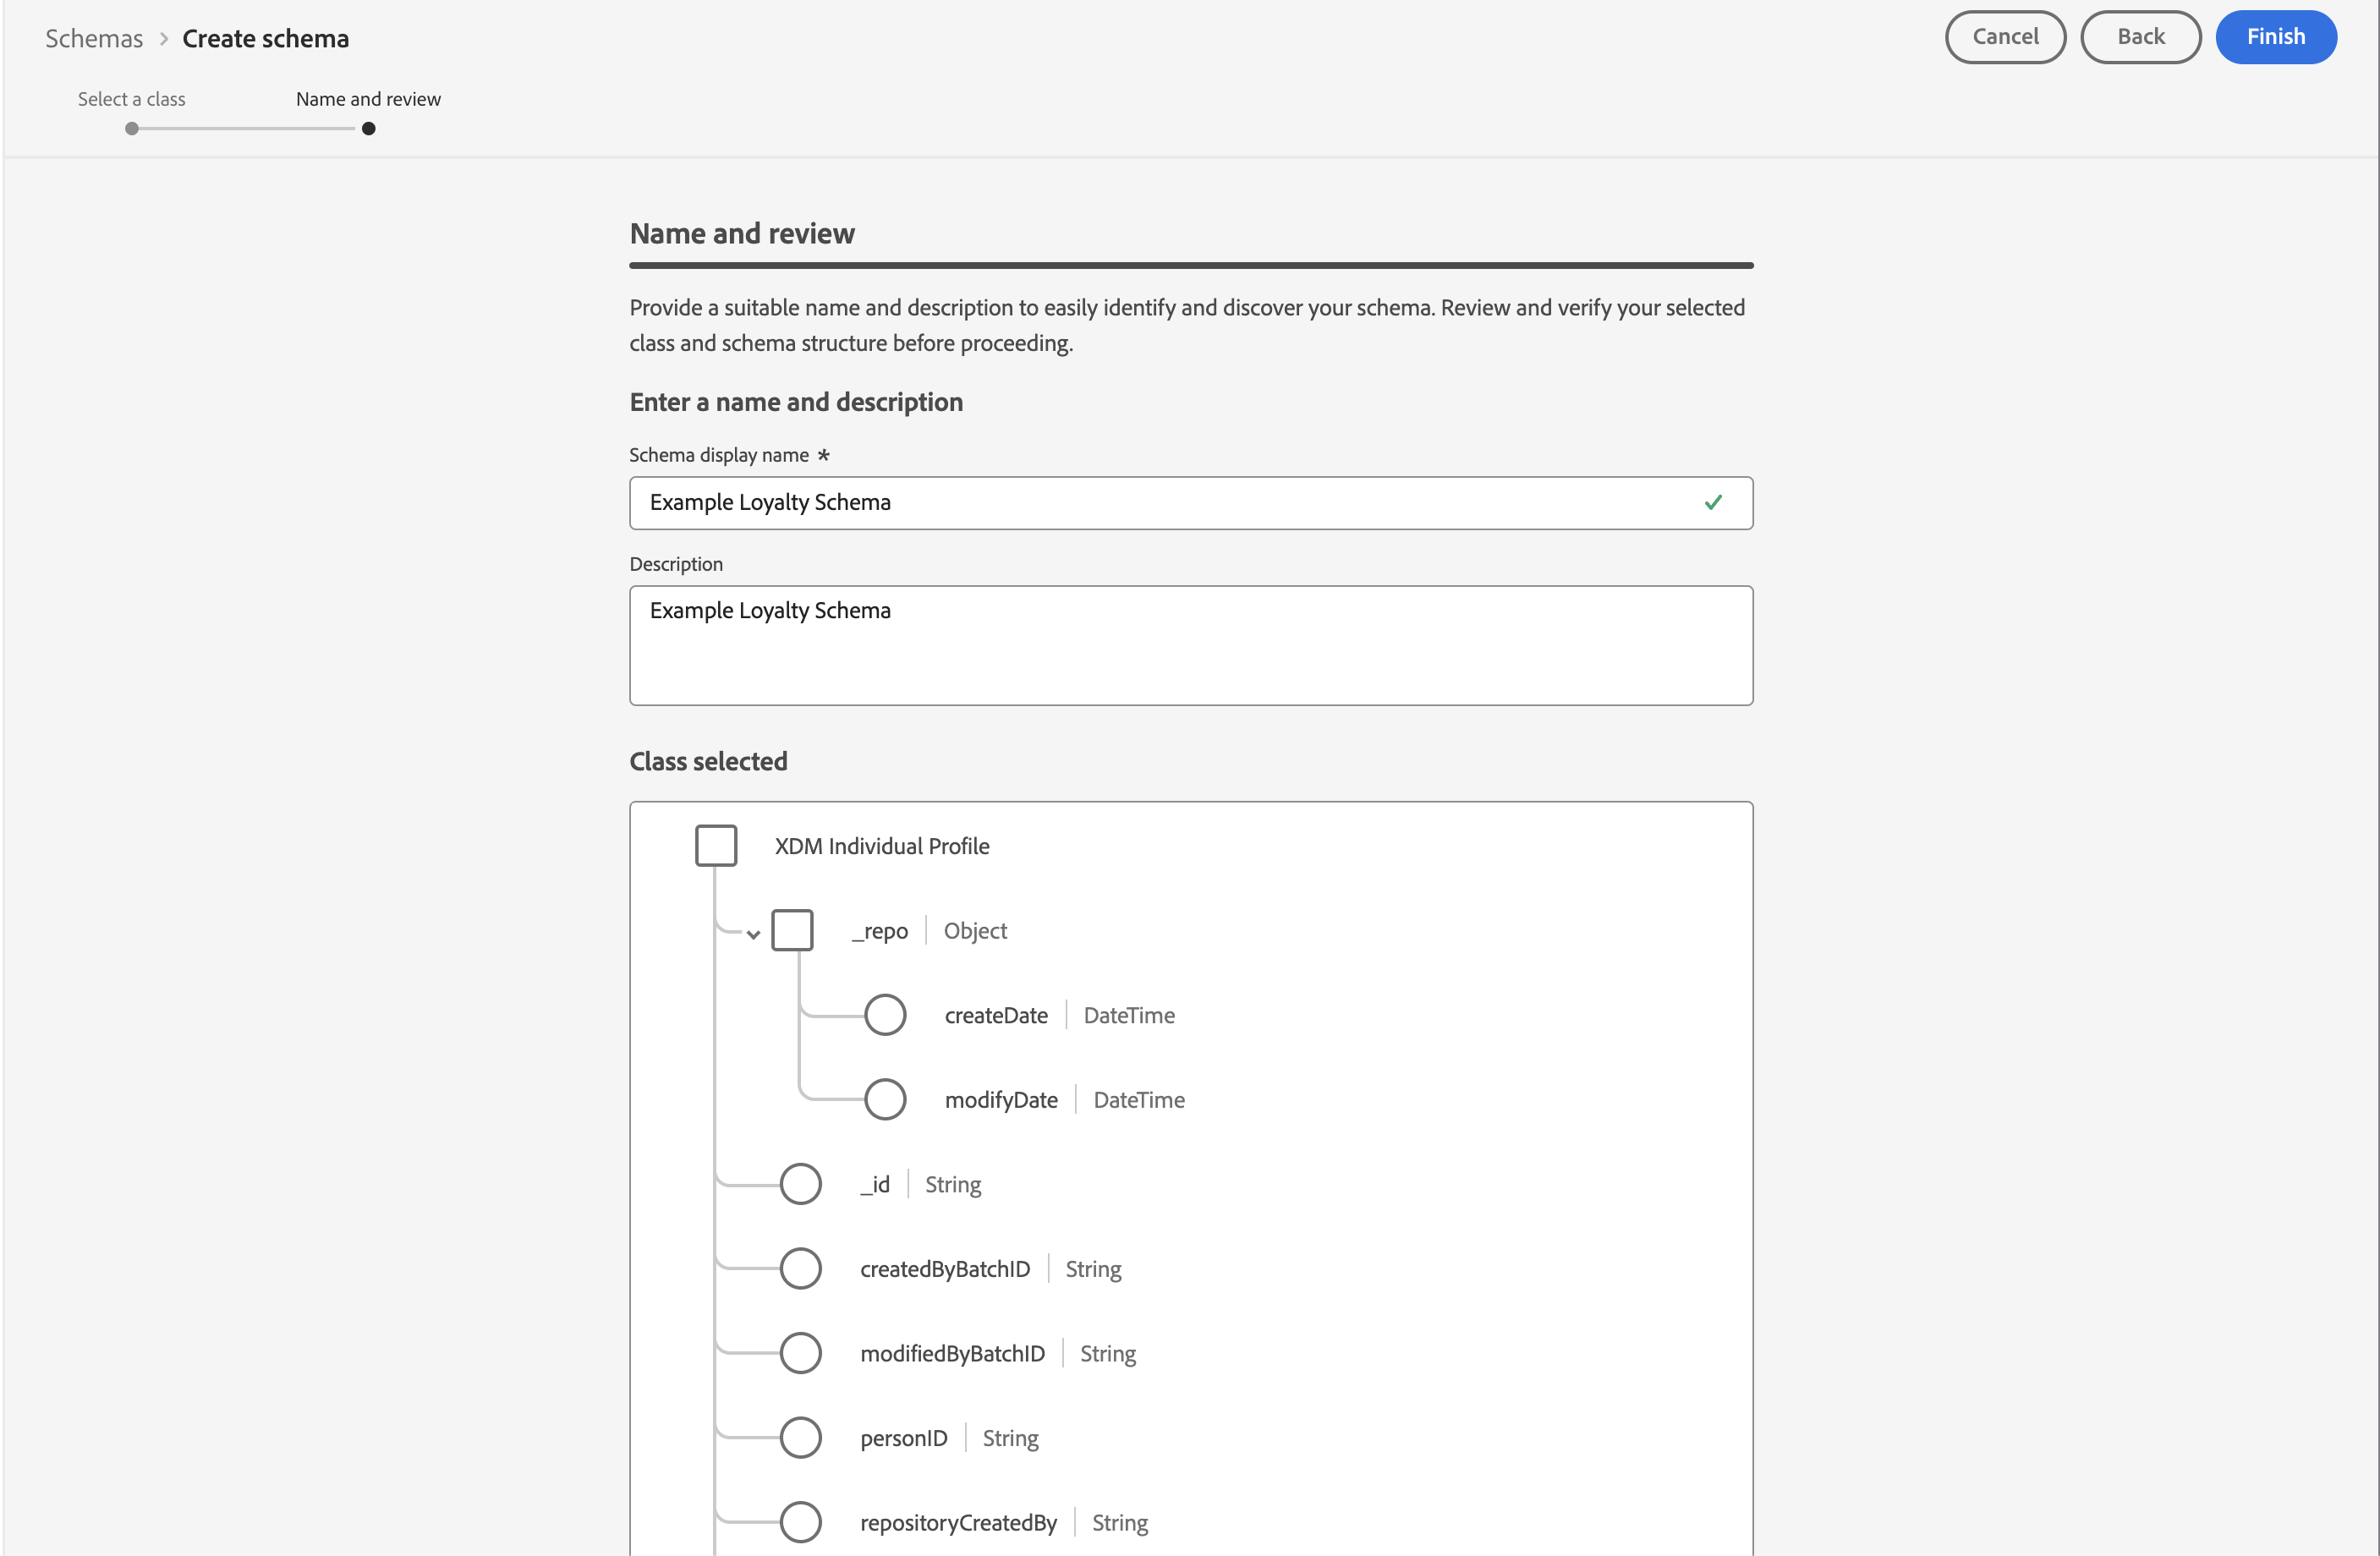 Schemas > Create schema
Cancel
Back
Finish
Select a class
Name and review
Name and review
Provide a suitable name and description to easily identify and discover your schema. Review and verify your selected
class and schema structure before proceeding.
Enter a name and description
Schema display name *
Example Loyalty Schema
Description
Example Loyalty Schema
Class selected
XDM Individual Profile
_repo | Object
createDate | DateTime
modifyDate | DateTime
_id | String
createdByBatchID | String
modifiedByBatchID | String
personID | String
repositoryCreatedBy | String